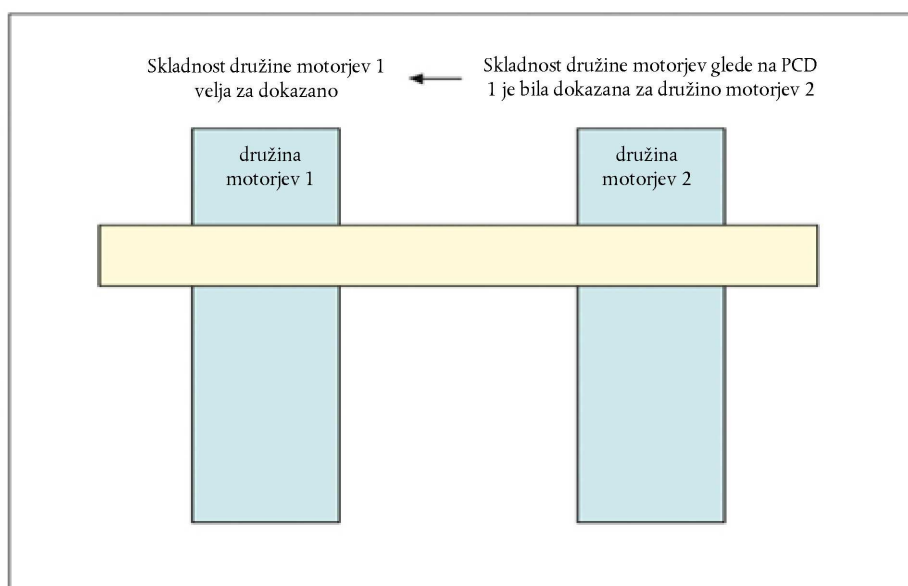 Skladnost družine motorjev 1
velja za dokazano
Skladnost družine motorjev glede na PCD
1 je bila dokazana za družino motorjev 2
družina
motorjev 1
družina
motorjev 2